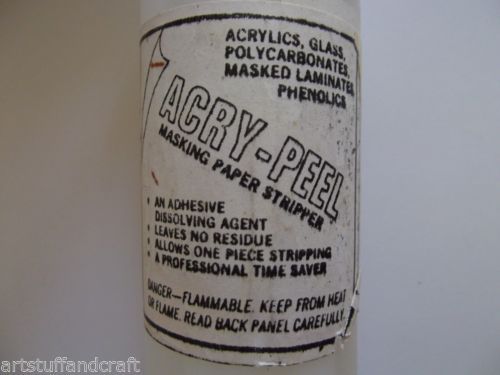 ACRYLICS, GLASS,
POLYCARBONATES,
MASKED LAMINATES,
PHENOLICS
ACRY-PEEL
MASKING PAPER STRIPPER
• AN ADHESIVE
DISSOLVING AGENT
• LEAVES NO RESIDUE
• ALLOWS ONE PIECE STRIPPING
• A PROFESSIONAL TIME SAVER
DANGER—FLAMMABLE. KEEP FROM HEAT
OR FLAME. READ BACK PANEL CAREFULLY.
artstuffandcraft